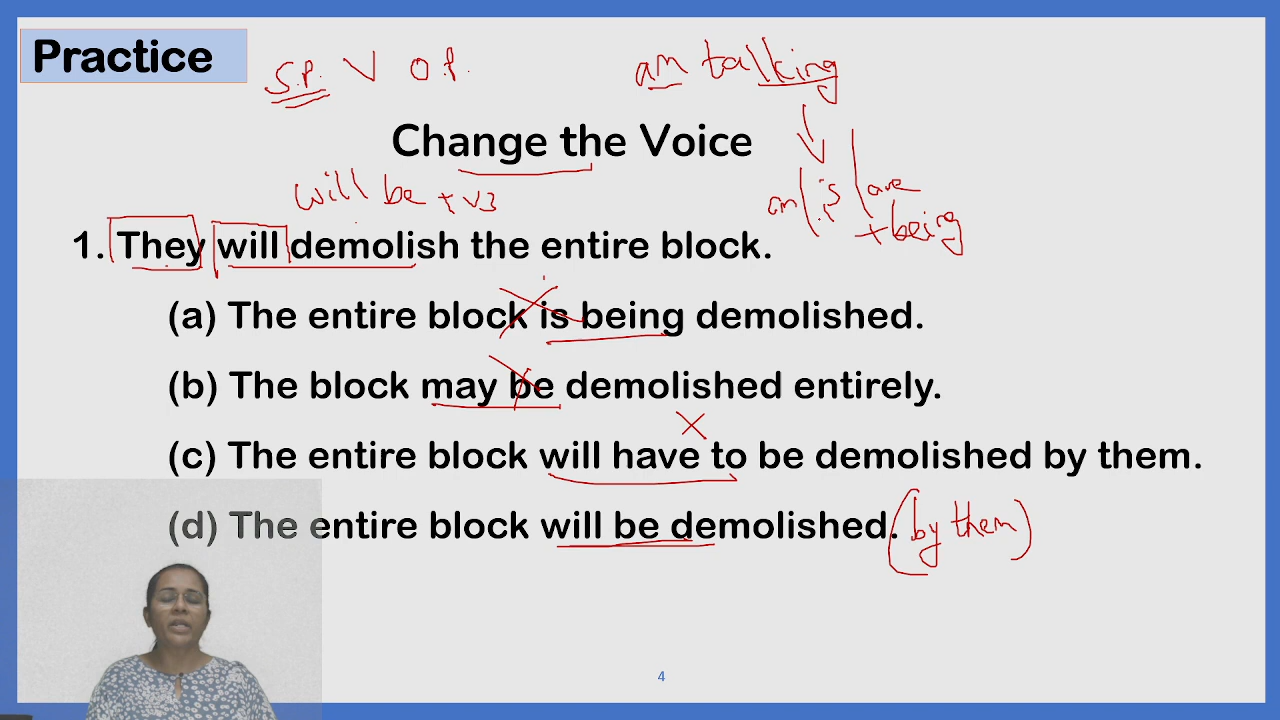 Practice
S.P. V O.P.
am talking
Change the Voice
am is are
+ being
will be + V3
1. They will demolish the entire block.
(a) The entire block is being demolished.
(b) The block may be demolished entirely.
(c) The entire block will have to be demolished by them.
(d) The entire block will be demolished. (by them)
4